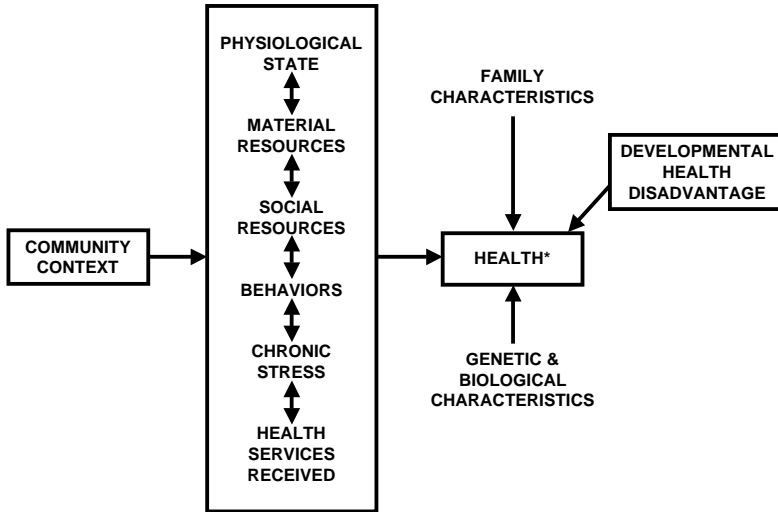 COMMUNITY
CONTEXT
PHYSIOLOGICAL
STATE
MATERIAL
RESOURCES
SOCIAL
RESOURCES
BEHAVIORS
CHRONIC
STRESS
HEALTH
SERVICES
RECEIVED
FAMILY
CHARACTERISTICS
DEVELOPMENTAL
HEALTH
DISADVANTAGE
HEALTH*
GENETIC &
BIOLOGICAL
CHARACTERISTICS